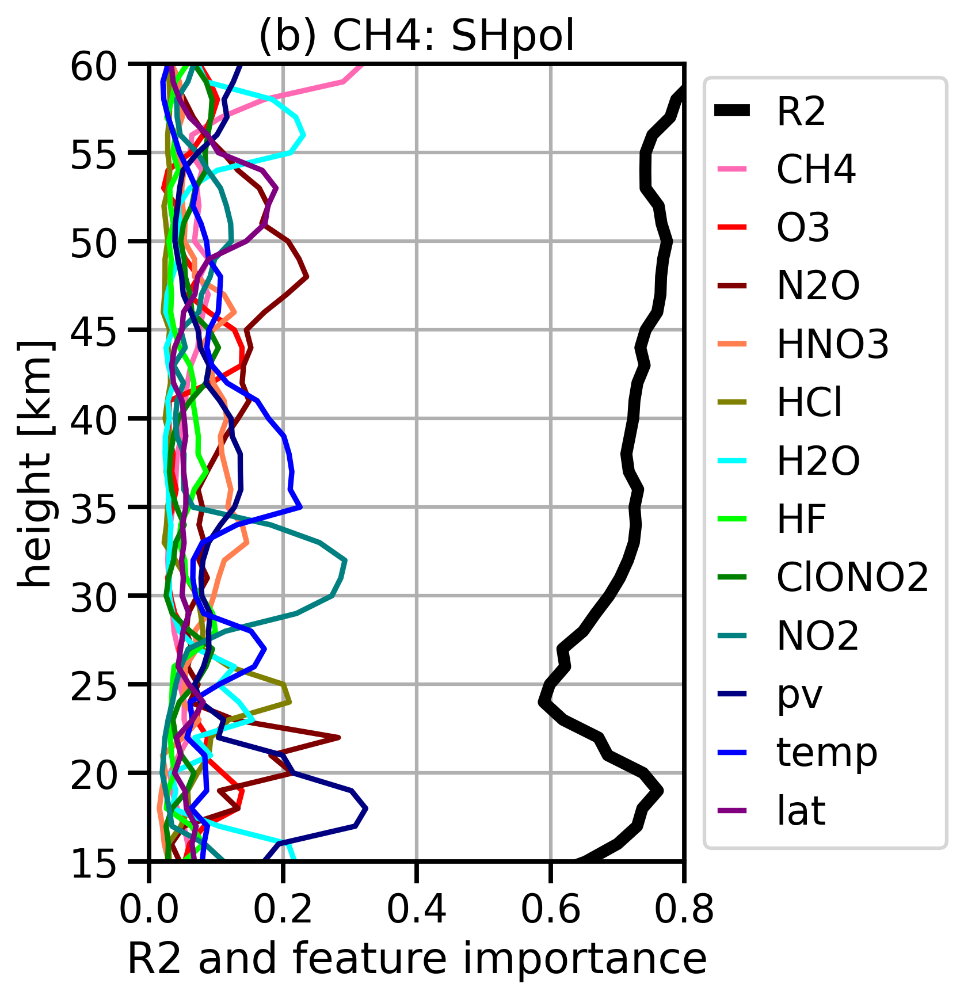 (b) CH4: SHpol
60
55
50
45
40
35
30
25
20
15
height [km]
0.0 0.2 0.4 0.6 0.8
R2 and feature importance
R2
CH4
O3
N2O
HNO3
HCl
H2O
HF
ClONO2
NO2
pv
temp
lat